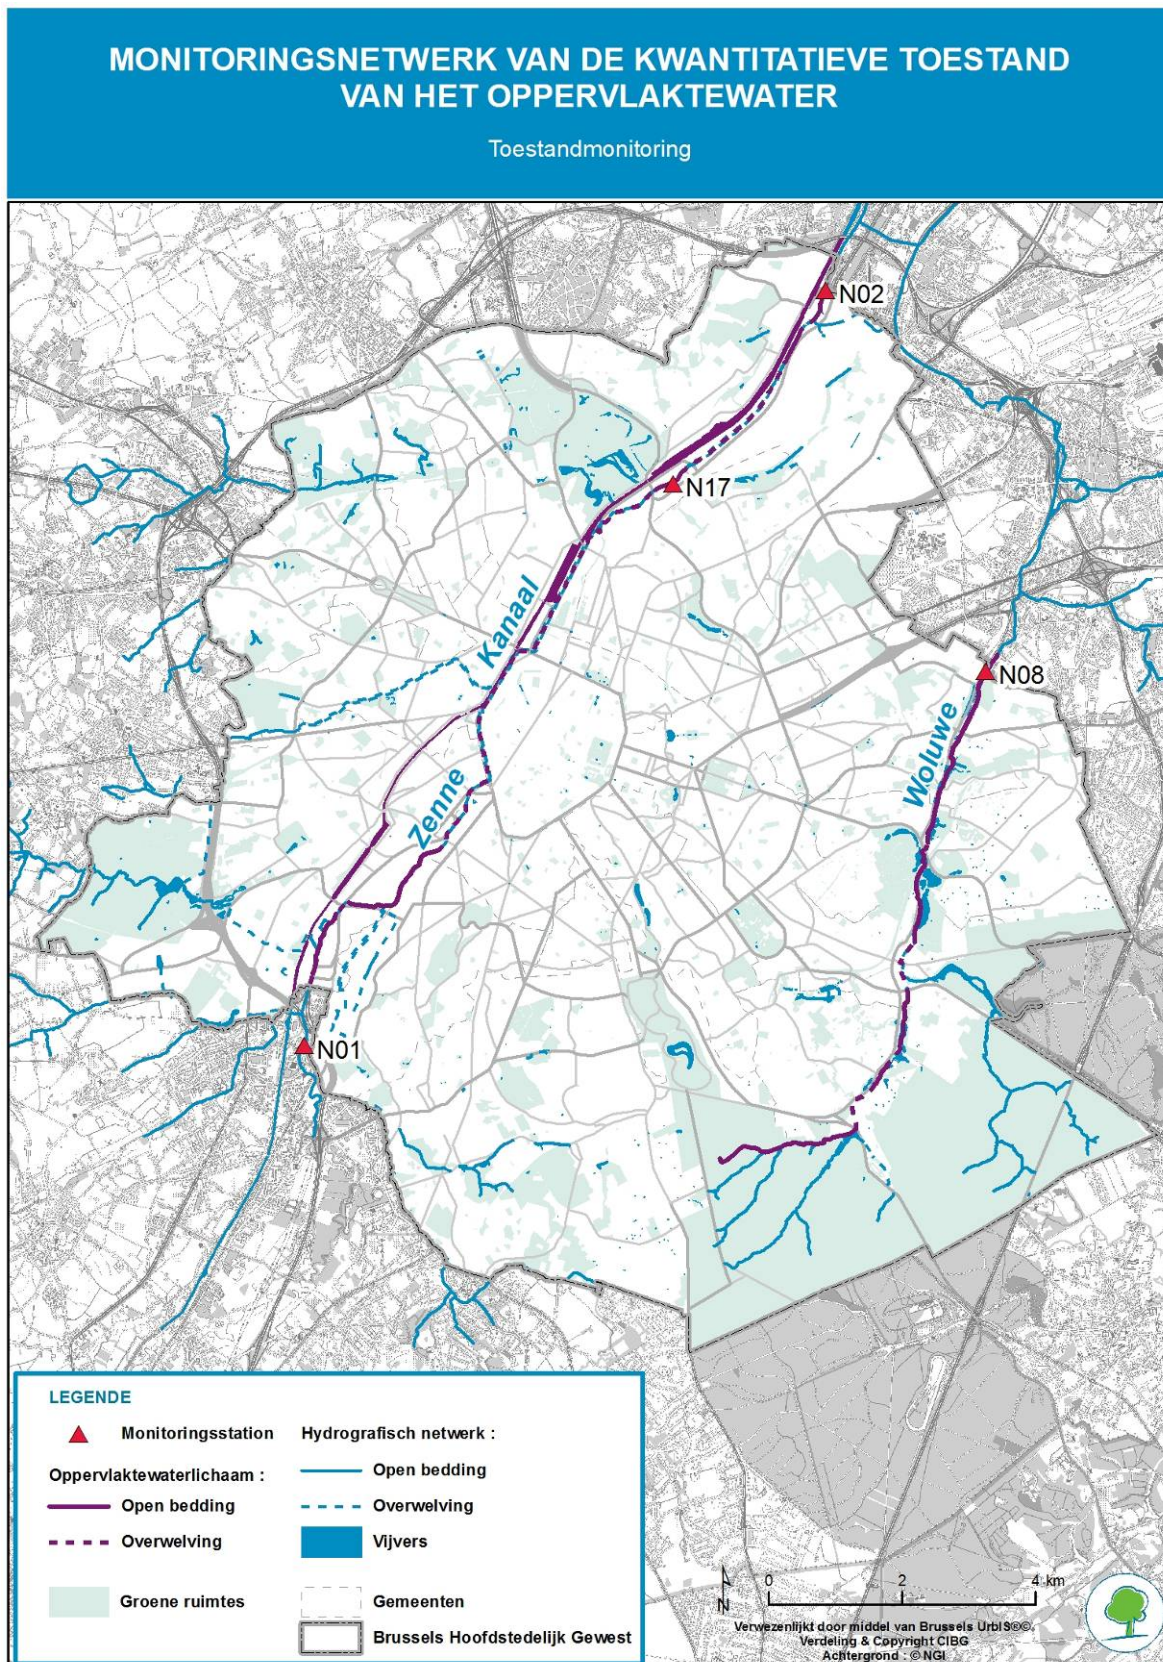 MONITORINGSNETWERK VAN DE KWANTITATIEVE TOESTAND
VAN HET OPPERVLAKTEWATER
Toestandmonitoring
N02
N17
Kanaal
N08
Woluwe
Zenne
N01
LEGENDE
Monitoringsstation
Hydrografisch netwerk :
Oppervlaktewaterlichaam :
Open bedding
Open bedding
Overwelving
Overwelving
Vijvers
Groene ruimtes
Gemeenten
Brussels Hoofdstedelijk Gewest
N
0 2 4 km
Verwezenlijkt door middel van Brussels UrbIS®©
Verdeling & Copyright CIBG
Achtergrond : © NGI